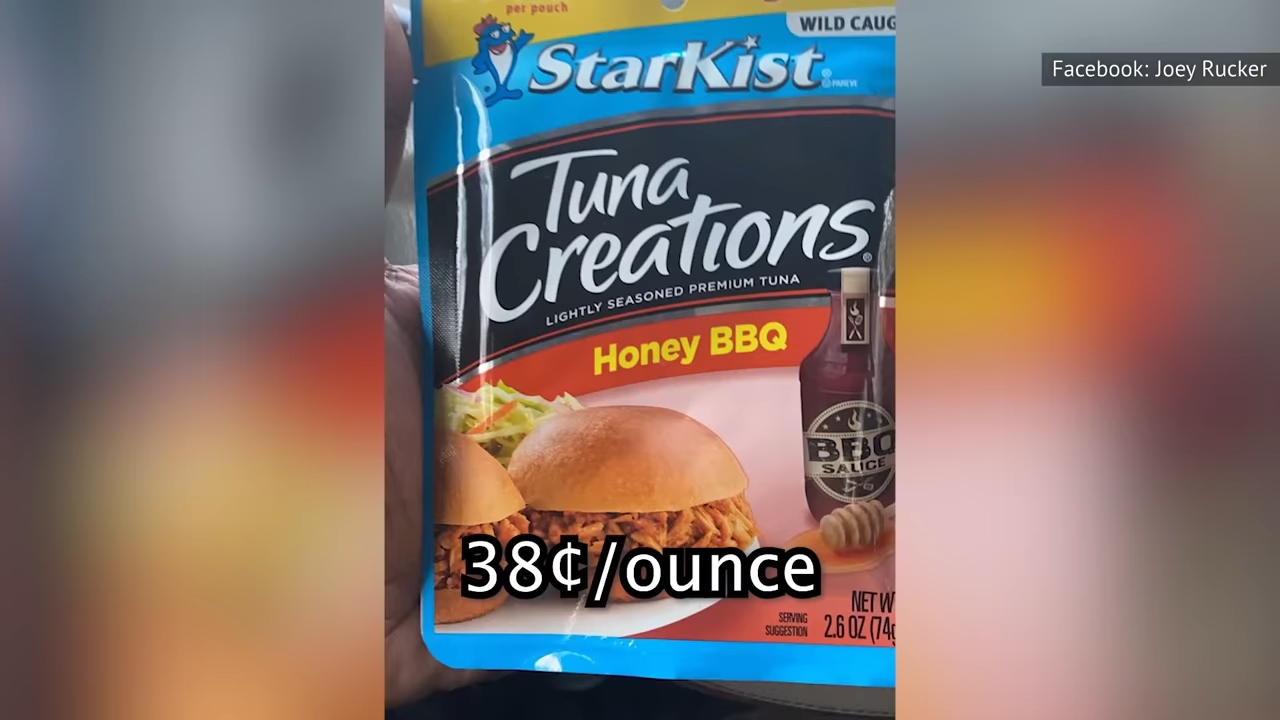 per pouch
WILD CAUG
Facebook: Joey Rucker
StarKist
Tuna
Creations®
LIGHTLY SEASONED PREMIUM TUNA
Honey BBQ
BBQ
SAUCE
38¢/ounce
NET W
SERVING
SUGGESTION
2.6 OZ (74g